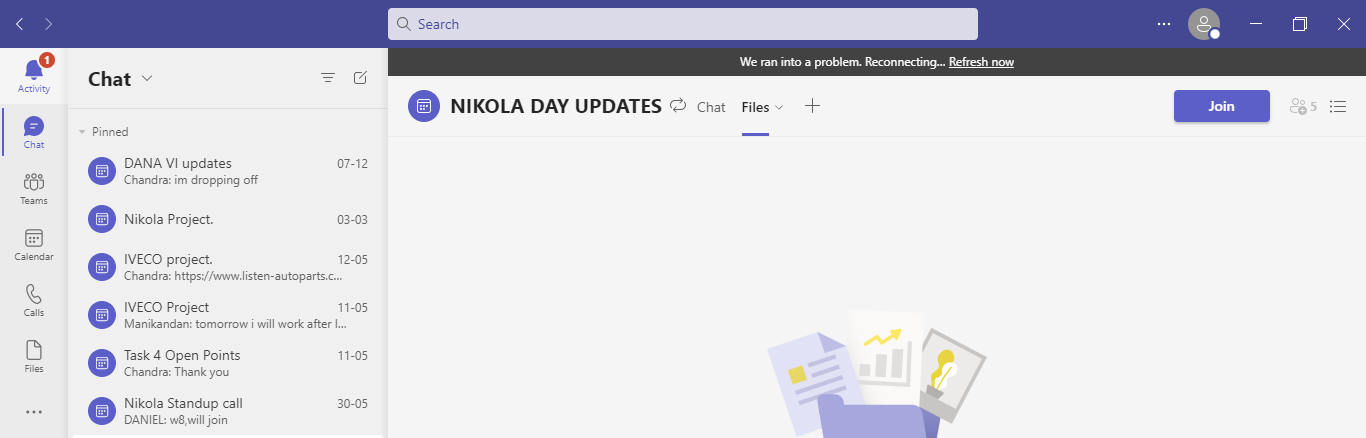 Search
1
Activity
Chat
Teams
Calendar
Calls
Files
Chat
Pinned
DANA VI updates 07-12
Chandra: im dropping off
Nikola Project. 03-03
IVECO project. 12-05
Chandra: https://www.listen-autoparts.c...
IVECO Project 11-05
Manikandan: tomorrow i will work after l...
Task 4 Open Points 11-05
Chandra: Thank you
Nikola Standup call 30-05
DANIEL: w8,will join
We ran into a problem. Reconnecting... Refresh now
NIKOLA DAY UPDATES Chat Files Join 5